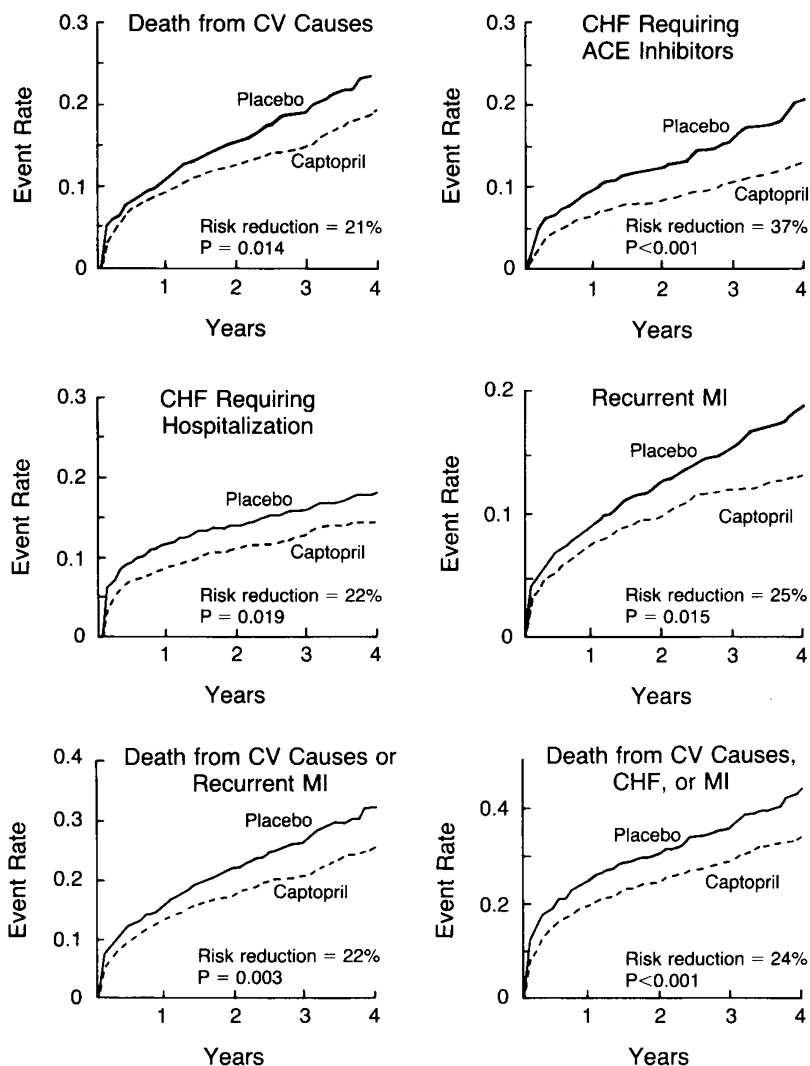 Death from CV Causes
0.3
0.2
0.1
0
Event Rate
Placebo
Captopril
Risk reduction = 21%
P = 0.014
1 2 3 4
Years
CHF Requiring
ACE Inhibitors
0.3
0.2
0.1
0
Event Rate
Placebo
Captopril
Risk reduction = 37%
P<0.001
1 2 3 4
Years
CHF Requiring
Hospitalization
0.3
0.2
0.1
0
Event Rate
Placebo
Captopril
Risk reduction = 22%
P = 0.019
1 2 3 4
Years
Recurrent MI
0.2
0.1
0
Event Rate
Placebo
Captopril
Risk reduction = 25%
P = 0.015
1 2 3 4
Years
Death from CV Causes or
Recurrent MI
0.4
0.3
0.2
0.1
0
Event Rate
Placebo
Captopril
Risk reduction = 22%
P = 0.003
1 2 3 4
Years
Death from CV Causes,
CHF, or MI
0.4
0.2
0
Event Rate
Placebo
Captopril
Risk reduction = 24%
P<0.001
1 2 3 4
Years